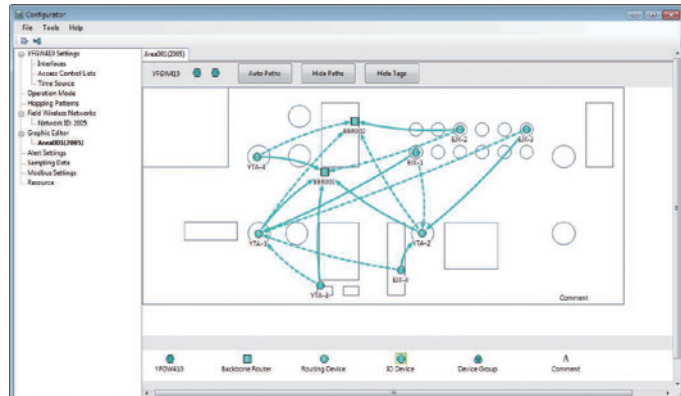 Configurator
File Tools Help
YFGW410 Settings
Interfaces
Access Control Lists
Time Source
Operation Mode
Hopping Patterns
Field Wireless Networks
Network ID: 2005
Graphic Editor
Area001(2005)
Alert Settings
Sampling Data
Modbus Settings
Resource
Area001(2005)
YFGW410 Auto Paths Hide Paths Hide Tags
BBR002
EJX-2
EJX-3
EJX-1
YTA-4
BBR001
YTA-1
YTA-2
EJX-4
YTA-3
Comment
YFGW410 Backbone Router Routing Device IO Device Device Group Comment